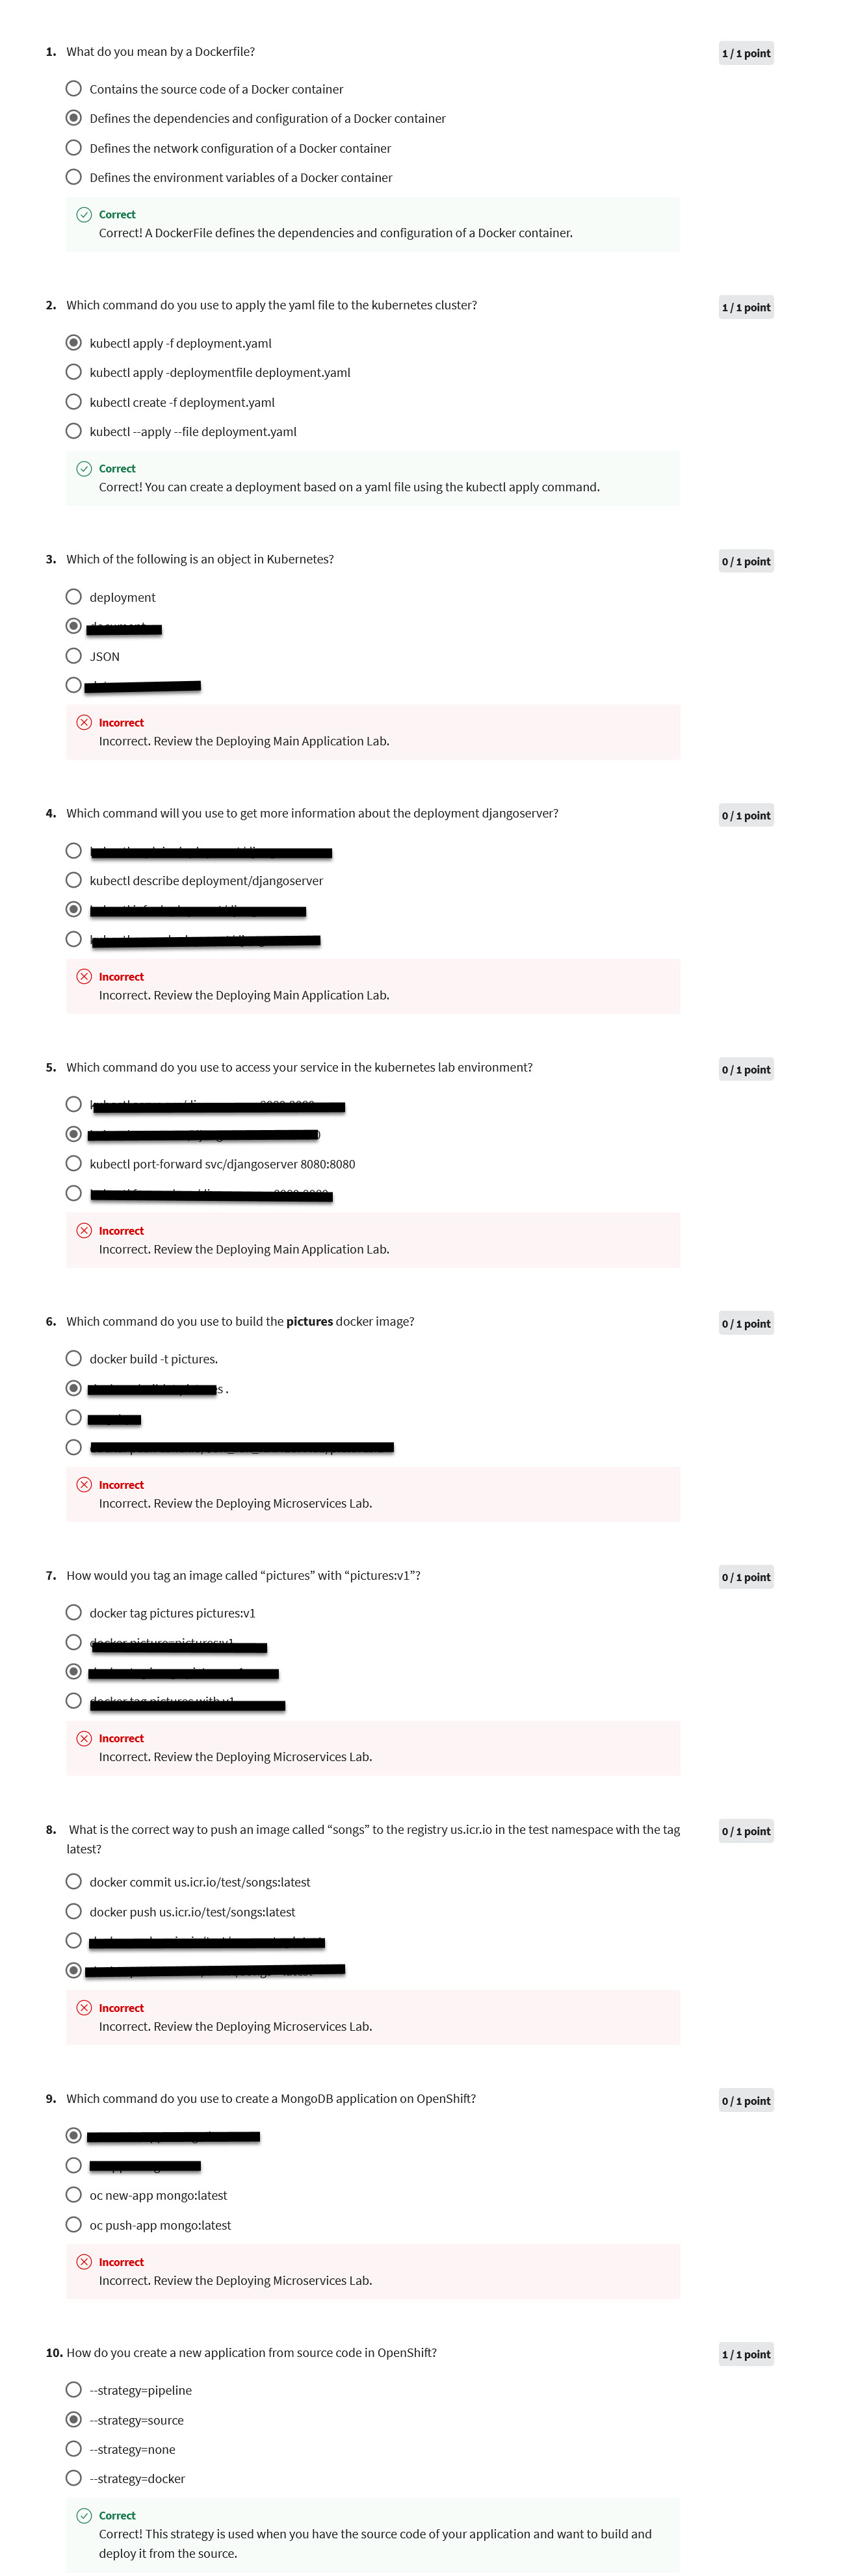 1. What do you mean by a Dockerfile?
1 / 1 point
Contains the source code of a Docker container
Defines the dependencies and configuration of a Docker container
Defines the network configuration of a Docker container
Defines the environment variables of a Docker container
Correct
Correct! A DockerFile defines the dependencies and configuration of a Docker container.
2. Which command do you use to apply the yaml file to the kubernetes cluster?
1 / 1 point
kubectl apply -f deployment.yaml
kubectl apply -deploymentfile deployment.yaml
kubectl create -f deployment.yaml
kubectl --apply --file deployment.yaml
Correct
Correct! You can create a deployment based on a yaml file using the kubectl apply command.
3. Which of the following is an object in Kubernetes?
0 / 1 point
deployment
JSON
Incorrect
Incorrect. Review the Deploying Main Application Lab.
4. Which command will you use to get more information about the deployment djangoserver?
0 / 1 point
kubectl describe deployment/djangoserver
Incorrect
Incorrect. Review the Deploying Main Application Lab.
5. Which command do you use to access your service in the kubernetes lab environment?
0 / 1 point
kubectl port-forward svc/djangoserver 8080:8080
Incorrect
Incorrect. Review the Deploying Main Application Lab.
6. Which command do you use to build the pictures docker image?
0 / 1 point
docker build -t pictures.
Incorrect
Incorrect. Review the Deploying Microservices Lab.
7. How would you tag an image called “pictures” with “pictures:v1”?
0 / 1 point
docker tag pictures pictures:v1
Incorrect
Incorrect. Review the Deploying Microservices Lab.
8. What is the correct way to push an image called “songs” to the registry us.icr.io in the test namespace with the tag
latest?
0 / 1 point
docker commit us.icr.io/test/songs:latest
docker push us.icr.io/test/songs:latest
Incorrect
Incorrect. Review the Deploying Microservices Lab.
9. Which command do you use to create a MongoDB application on OpenShift?
0 / 1 point
oc new-app mongo:latest
oc push-app mongo:latest
Incorrect
Incorrect. Review the Deploying Microservices Lab.
10. How do you create a new application from source code in OpenShift?
1 / 1 point
--strategy=pipeline
--strategy=source
--strategy=none
--strategy=docker
Correct
Correct! This strategy is used when you have the source code of your application and want to build and
deploy it from the source.